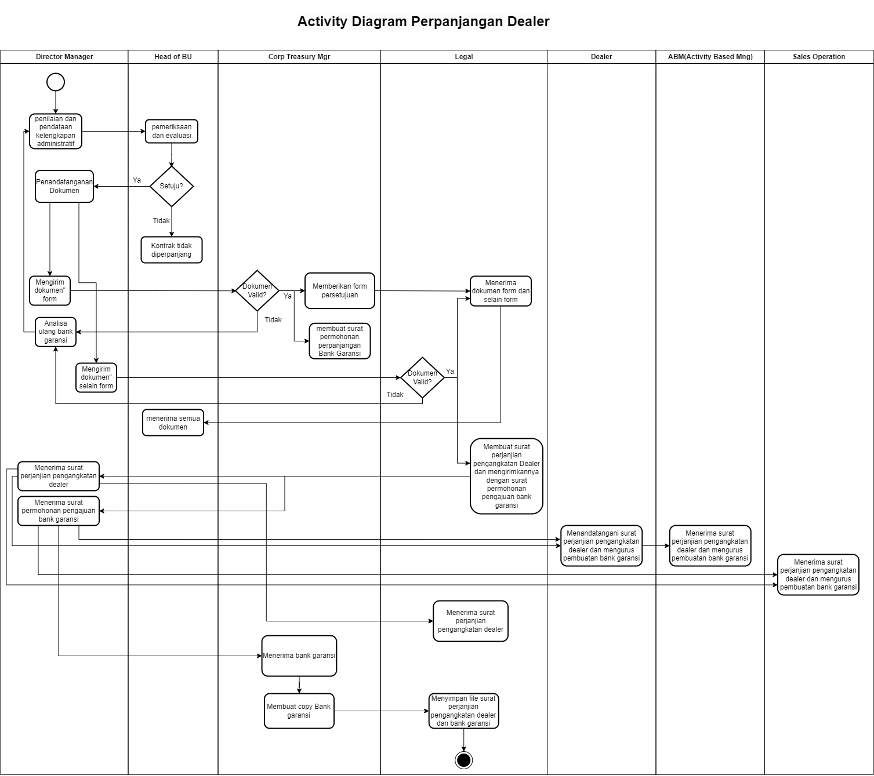 Activity Diagram Perpanjangan Dealer
Director Manager
Head of BU
Corp Treasury Mgr
Legal
Dealer
ABM(Activity Based Mng)
Sales Operation
penilaian dan
pendataan
kelengkapan
administratif
pemeriksaan
dan evaluasi
Setuju?
Ya
Tidak
Penandatanganan
Dokumen
Kontrak tidak
diperpanjang
Mengirim
dokumen"
form
Dokumen
Valid?
Ya
Tidak
Memberikan form
persetujuan
Menerima
dokumen form dan
selain form
Analisa
ulang bank
garansi
membuat surat
permohonan
perpanjangan
Bank Garansi
Mengirim
dokumen"
selain form
Dokumen
Valid?
Ya
Tidak
menerima semua
dokumen
Membuat surat
perjanjian
pengangkatan Dealer
dan mengirimkannya
dengan surat
permohonan
pengajuan bank
garansi
Menerima surat
perjanjian pengangkatan
dealer
Menerima surat
permohonan pengajuan
bank garansi
Menandatangani surat
perjanjian pengangkatan
dealer dan mengurus
pembuatan bank garansi
Menerima surat
perjanjian pengangkatan
dealer dan mengurus
pembuatan bank garansi
Menerima surat
perjanjian pengangkatan
dealer dan mengurus
pembuatan bank garansi
Menerima surat
perjanjian
pengangkatan dealer
Menerima bank garansi
Membuat copy Bank
garansi
Menyimpan file surat
perjanjian
pengangkatan dealer
dan bank garansi